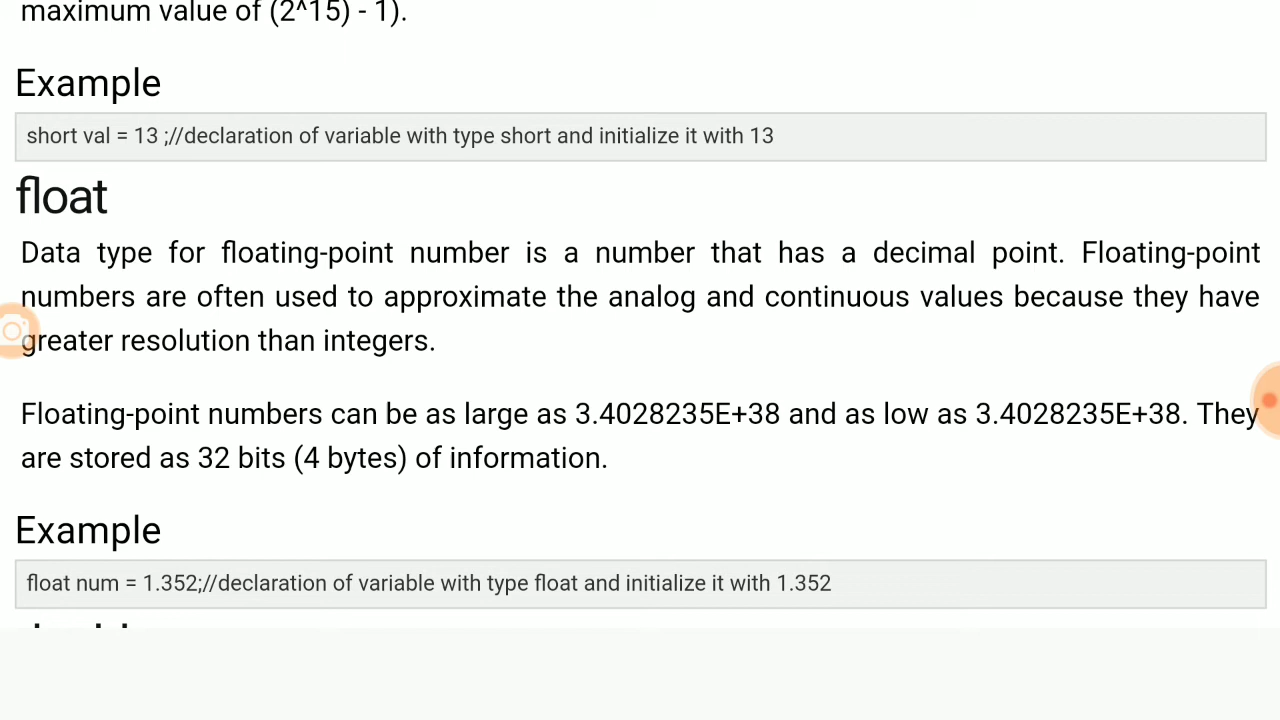 maximum value of (2^15) - 1).
Example
short val = 13 ;//declaration of variable with type short and initialize it with 13
float
Data type for floating-point number is a number that has a decimal point. Floating-point
numbers are often used to approximate the analog and continuous values because they have
greater resolution than integers.
Floating-point numbers can be as large as 3.4028235E+38 and as low as 3.4028235E+38. They
are stored as 32 bits (4 bytes) of information.
Example
float num = 1.352;//declaration of variable with type float and initialize it with 1.352